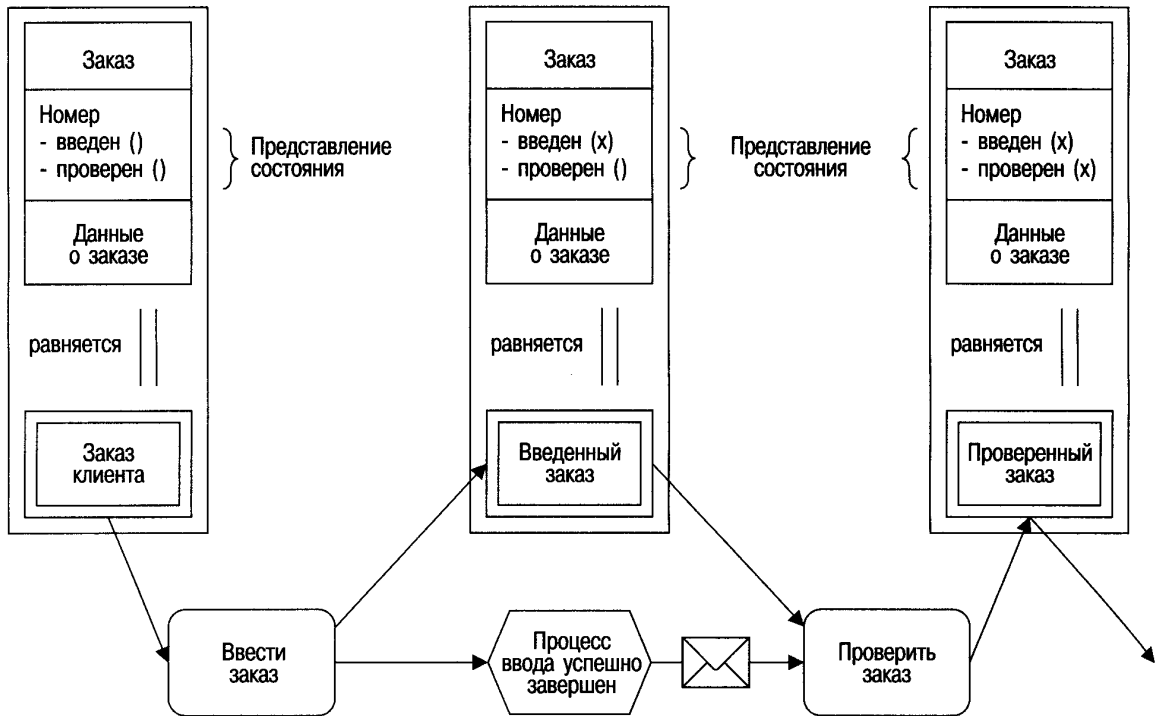 Заказ
Номер
- введен ()
- проверен ()
Данные
о заказе
равняется
Заказ
клиента
Представление
состояния
Заказ
Номер
- введен (x)
- проверен ()
Данные
о заказе
равняется
Введенный
заказ
Представление
состояния
Заказ
Номер
- введен (x)
- проверен (x)
Данные
о заказе
равняется
Проверенный
заказ
Ввести
заказ
Процесс
ввода успешно
завершен
Проверить
заказ